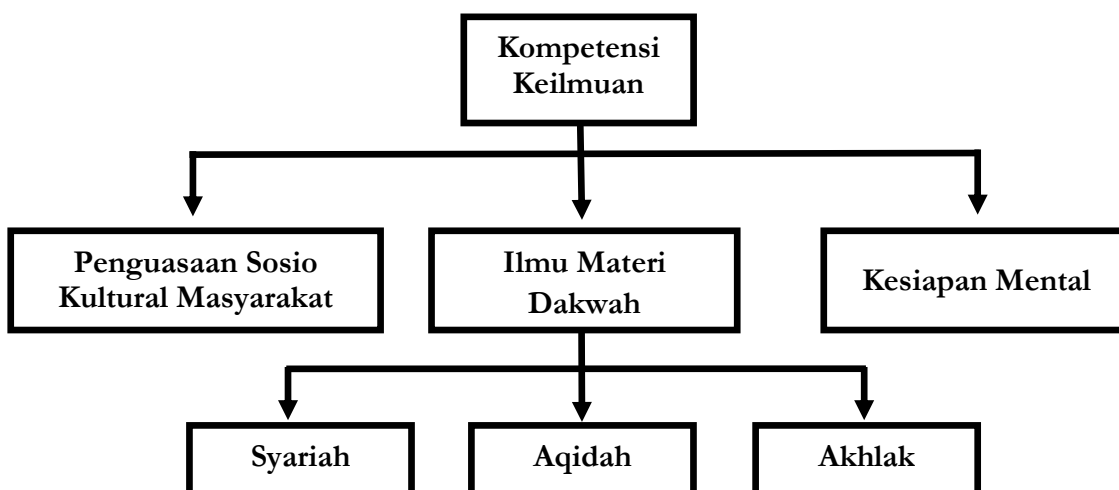 Kompetensi
Keilmuan
Penguasaan Sosio
Kultural Masyarakat
Ilmu Materi
Dakwah
Kesiapan Mental
Syariah
Aqidah
Akhlak